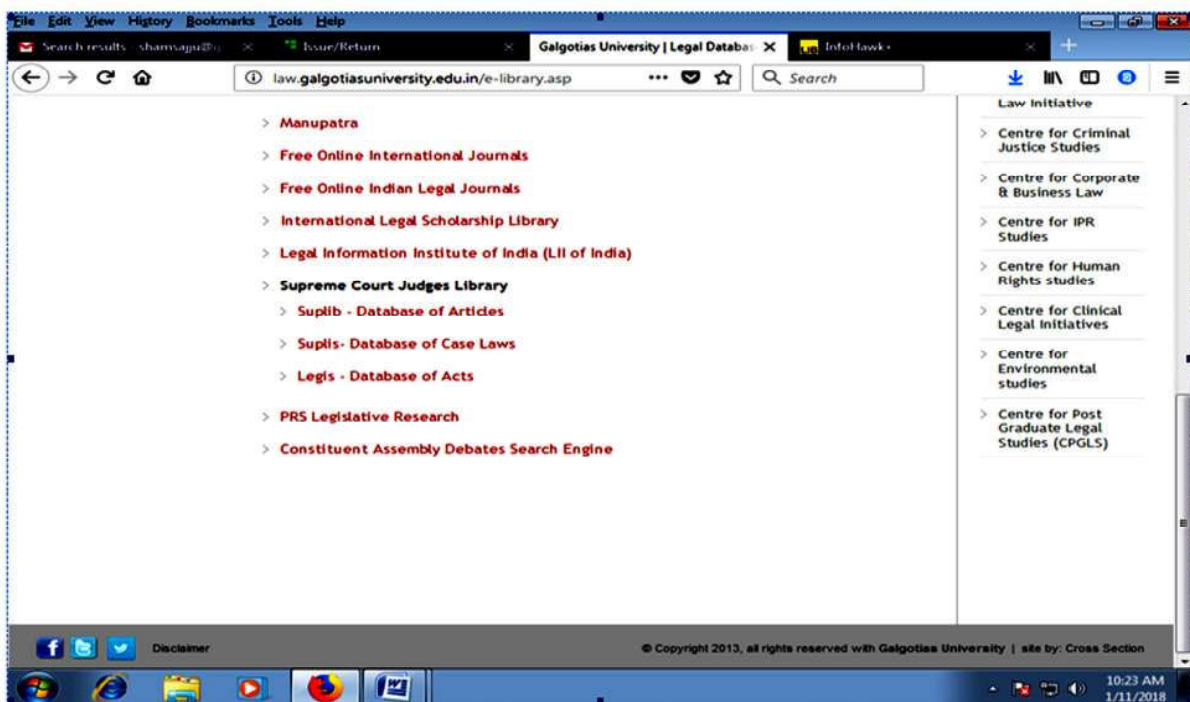 File Edit View History Bookmarks Tools Help
Search results - shamsajju@
Issue/Return
Galgotias University | Legal Databas
InfoHawk+
law.galgotiasuniversity.edu.in/e-library.asp
Search
> Manupatra
> Free Online International Journals
> Free Online Indian Legal Journals
> International Legal Scholarship Library
> Legal Information Institute of India (LII of India)
> Supreme Court Judges Library
> Suplib - Database of Articles
> Suplis- Database of Case Laws
> Legis - Database of Acts
> PRS Legislative Research
> Constituent Assembly Debates Search Engine
Law Initiative
> Centre for Criminal
Justice Studies
> Centre for Corporate
& Business Law
> Centre for IPR
Studies
> Centre for Human
Rights studies
> Centre for Clinical
Legal Initiatives
> Centre for
Environmental
studies
> Centre for Post
Graduate Legal
Studies (CPGLS)
Disclaimer
© Copyright 2013, all rights reserved with Galgotias University | site by: Cross Section
10:23 AM
1/11/2018